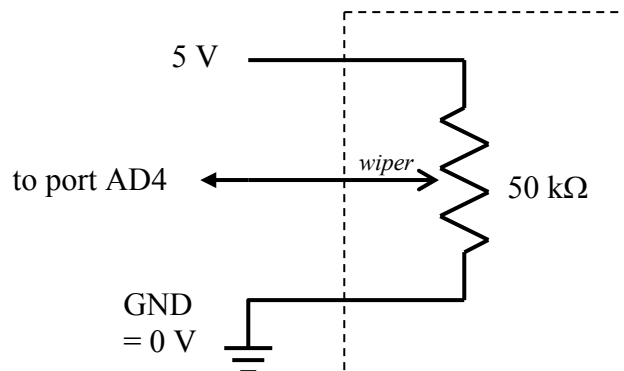 5 V
wiper
to port AD4
50 kΩ
GND
= 0 V